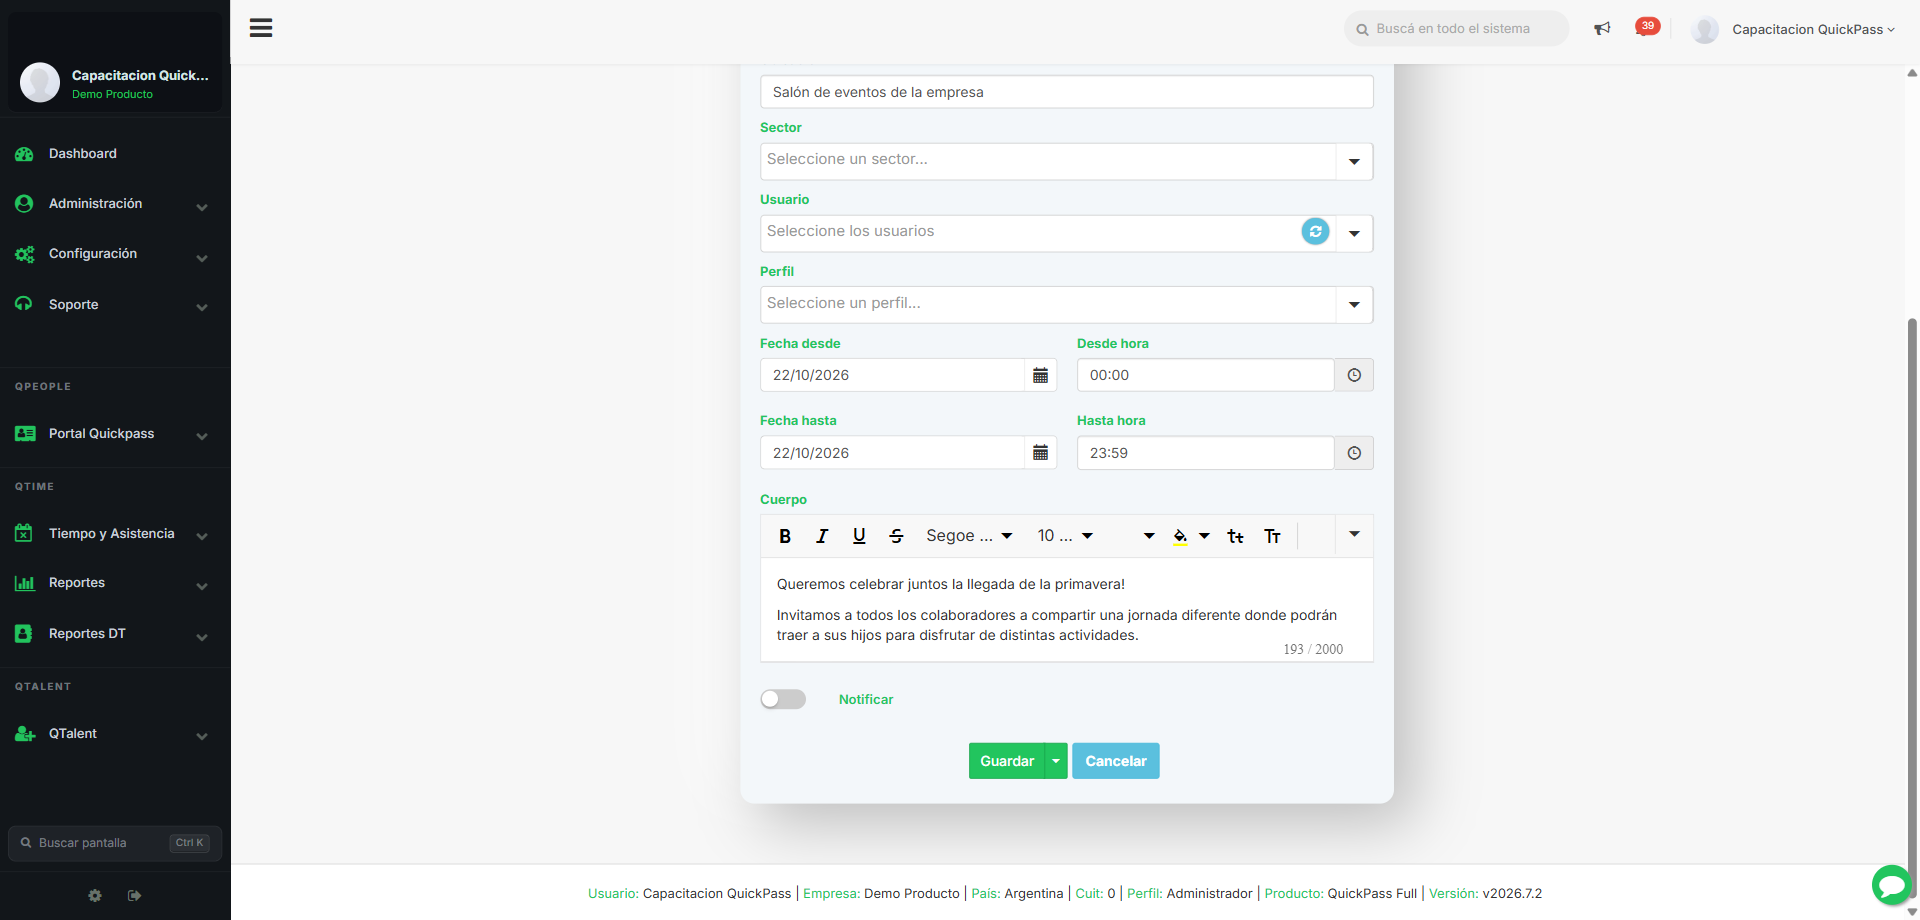 Capacitacion Quick...
Demo Producto
Dashboard
Administración
Configuración
Soporte
QPEOPLE
Portal Quickpass
QTIME
Tiempo y Asistencia
Reportes
Reportes DT
QTALENT
QTalent
Buscar pantalla
Ctrl K
Buscá en todo el sistema
39
Capacitacion QuickPass
Salón de eventos de la empresa
Sector
Seleccione un sector...
Usuario
Seleccione los usuarios
Perfil
Seleccione un perfil...
Fecha desde
Desde hora
22/10/2026
00:00
Fecha hasta
Hasta hora
22/10/2026
23:59
Cuerpo
B I U S Segoe ... 10 ...
Queremos celebrar juntos la llegada de la primavera!
Invitamos a todos los colaboradores a compartir una jornada diferente donde podrán
traer a sus hijos para disfrutar de distintas actividades.
193 / 2000
Notificar
Guardar
Cancelar
Usuario: Capacitacion QuickPass | Empresa: Demo Producto | País: Argentina | Cuit: 0 | Perfil: Administrador | Producto: QuickPass Full | Versión: v2026.7.2